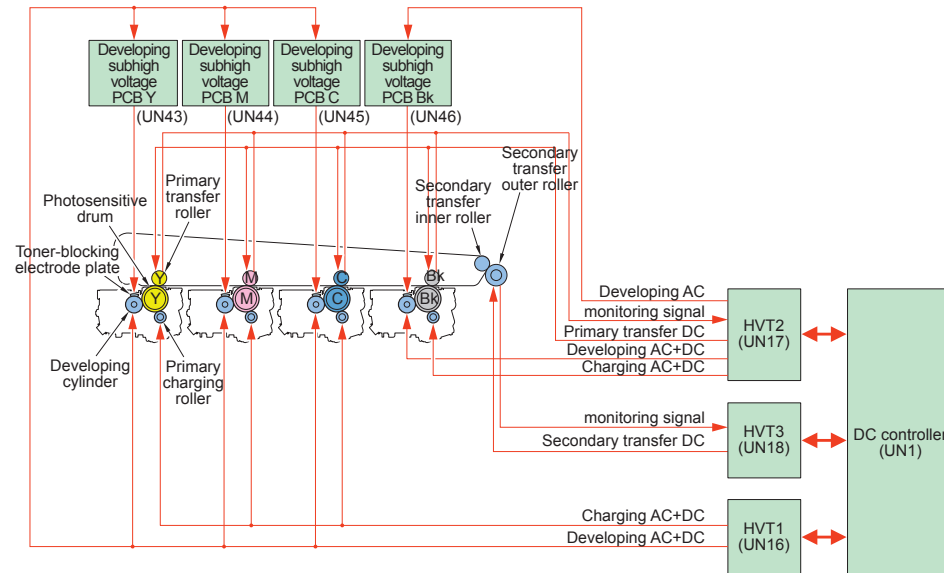 Developing
subhigh
voltage
PCB Y
(UN43)
Developing
subhigh
voltage
PCB M
(UN44)
Developing
subhigh
voltage
PCB C
(UN45)
Developing
subhigh
voltage
PCB Bk
(UN46)
Photosensitive
drum
Primary
transfer
roller
Secondary
transfer
inner roller
Secondary
transfer
outer roller
Toner-blocking
electrode plate
Y
M
C
Bk
Y
M
C
Bk
Developing
cylinder
Primary
charging
roller
Developing AC
monitoring signal
Primary transfer DC
Developing AC+DC
Charging AC+DC
HVT2
(UN17)
monitoring signal
Secondary transfer DC
HVT3
(UN18)
DC controller
(UN1)
Charging AC+DC
Developing AC+DC
HVT1
(UN16)